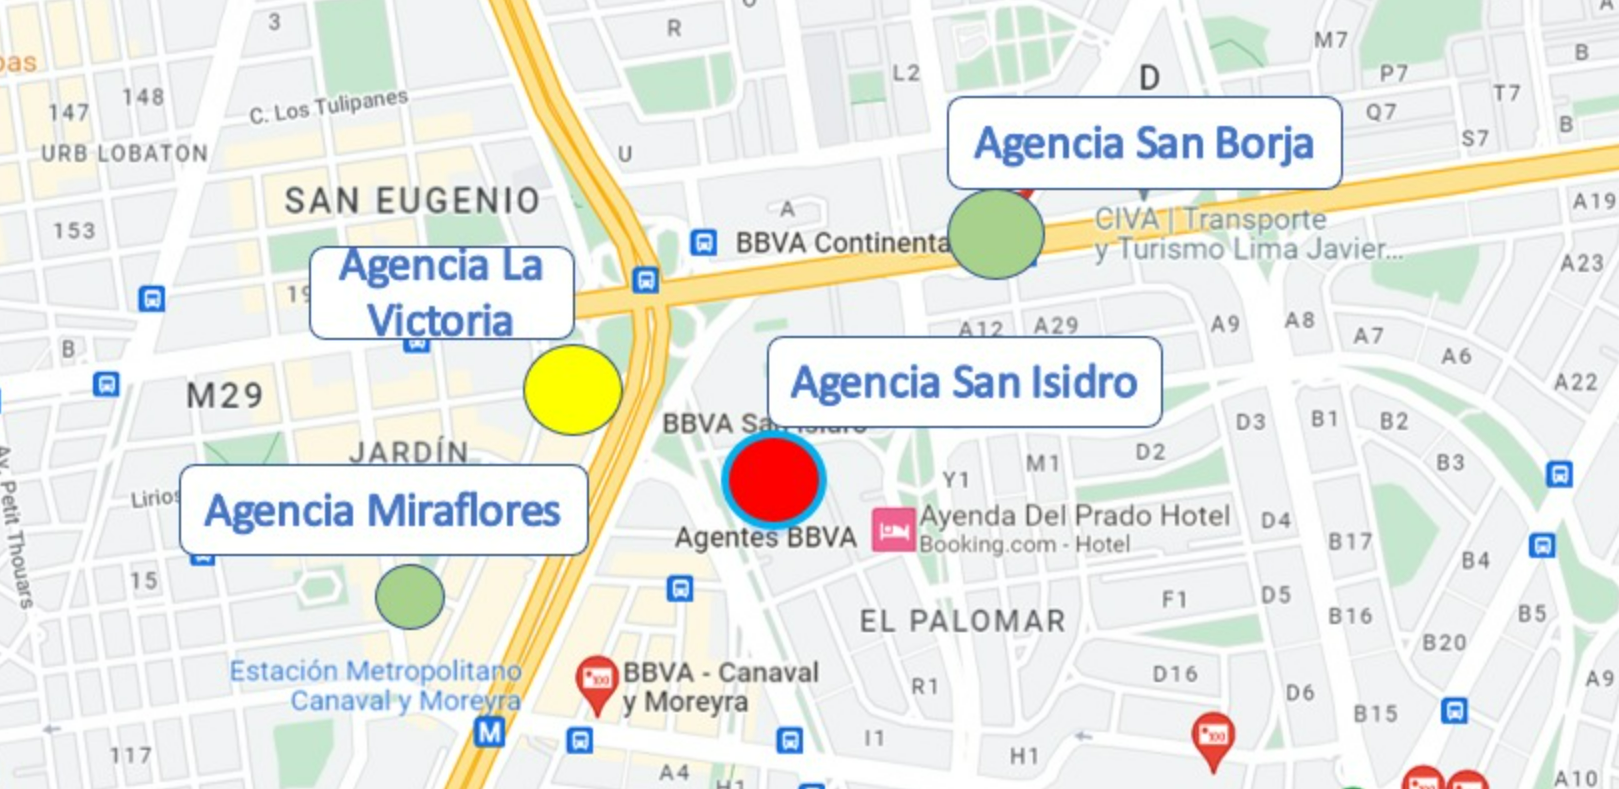 3
R
M7
B
bas
L2
D
P7
148
T7
147
C. Los Tulipanes
Q7
B
Agencia San Borja
S7
URB LOBATON
U
SAN EUGENIO
A
A19
153
BBVA Continenta
CIVA | Transporte
y Turismo Lima Javier...
Agencia La
Victoria
A23
A12
A29
A9
A8
A7
B
A6
M29
Agencia San Isidro
A22
BBVA San Isidro
D3
B1
B2
JARDÍN
D2
M1
B3
Y1
Av. Petit Thouars
Lirios
Agencia Miraflores
Ayenda Del Prado Hotel
Booking.com - Hotel
D4
Agentes BBVA
B17
B4
15
F1
D5
B16
B5
EL PALOMAR
B20
Estación Metropolitano
Canaval y Moreyra
BBVA - Canaval
y Moreyra
D16
R1
D6
A9
B15
M
I1
117
H1
A4
A10
H1